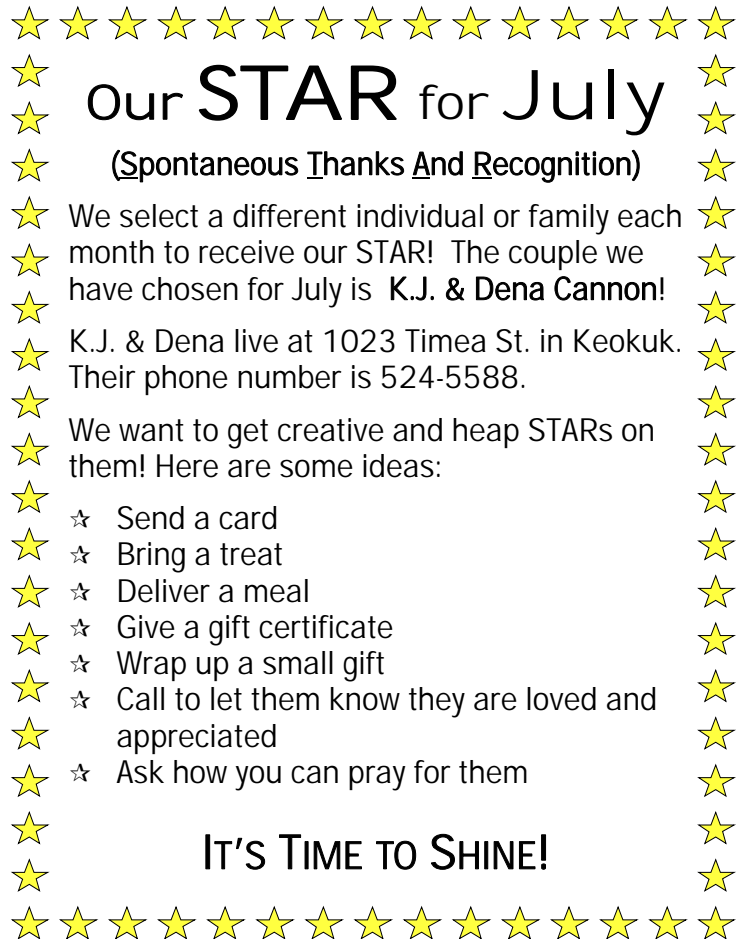 Our STAR for July
(Spontaneous Thanks And Recognition)
We select a different individual or family each
month to receive our STAR! The couple we
have chosen for July is K.J. & Dena Cannon!
K.J. & Dena live at 1023 Timea St. in Keokuk.
Their phone number is 524-5588.
We want to get creative and heap STARs on
them! Here are some ideas:
✰ Send a card
✰ Bring a treat
✰ Deliver a meal
✰ Give a gift certificate
✰ Wrap up a small gift
✰ Call to let them know they are loved and
appreciated
✰ Ask how you can pray for them
IT'S TIME TO SHINE!